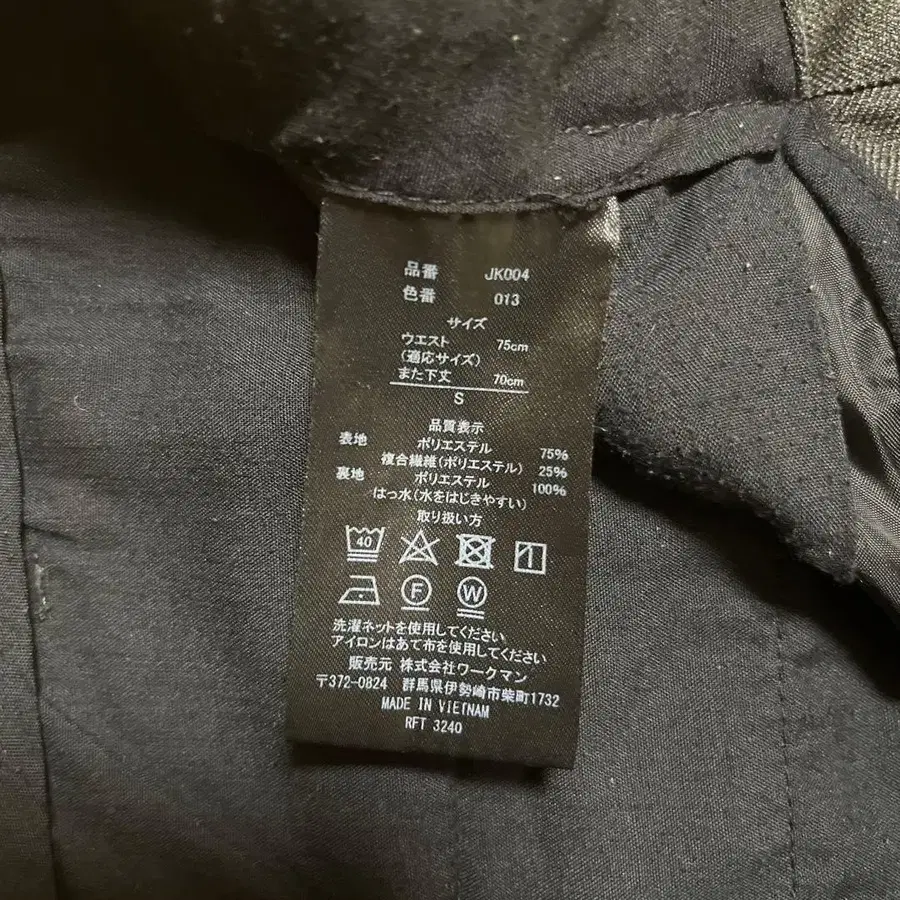 品番 JK004
色番 013
サイズ
ウエスト 75cm
(適応サイズ)
また下丈 70cm
S
品質表示
表地 ポリエステル 75%
複合繊維(ポリエステル) 25%
裏地 ポリエステル 100%
はっ水(水をはじきやすい)
取り扱い方
40
F W
洗濯ネットを使用してください
アイロンはあて布を使用してください
販売元 株式会社ワークマン
〒372-0824 群馬県伊勢崎市柴町1732
MADE IN VIETNAM
RFT 3240